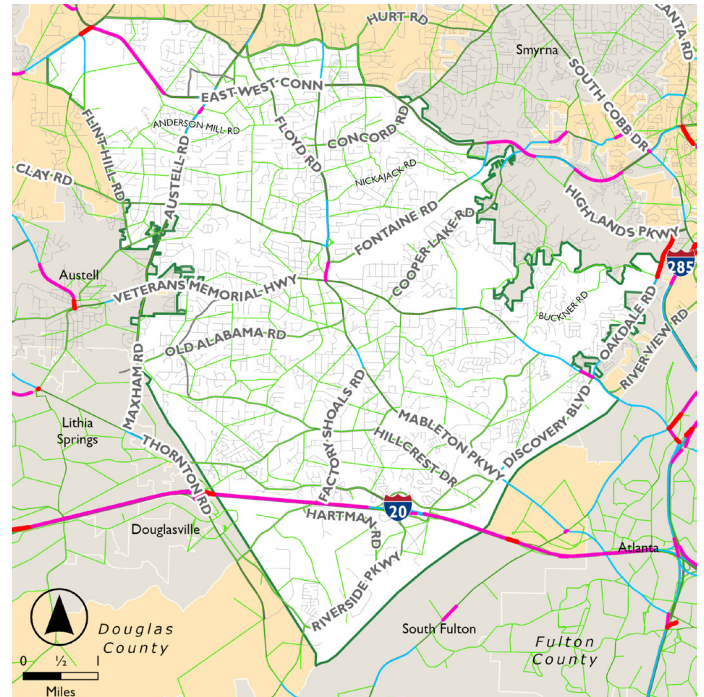 HURT RD
ANTA RD
Smyrna
SOUTH COBB DR
EAST-WEST CONN
ANDERSON MILL RD
FLINT HILL RD
FLOYD RD
CONCORD RD
AUSTELL RD
NICKAJACK RD
CLAY RD
HIGHLANDS PKWY
FONTAINE RD
COOPER LAKE RD
285
Austell
VETERANS MEMORIAL HWY
BUCKNER RD
OAKDALE RD
RIVERVIEW RD
OLD ALABAMA RD
MAXHAM RD
FACTORY SHOALS RD
Lithia
Springs
MABLETON PKWY
DISCOVERY BLVD
HILLCREST DR
THORNTON RD
20
HARTMAN RD
Douglasville
Atlanta
RIVERSIDE PKWY
South Fulton
Douglas
County
Fulton
County
0 ½ 1
Miles